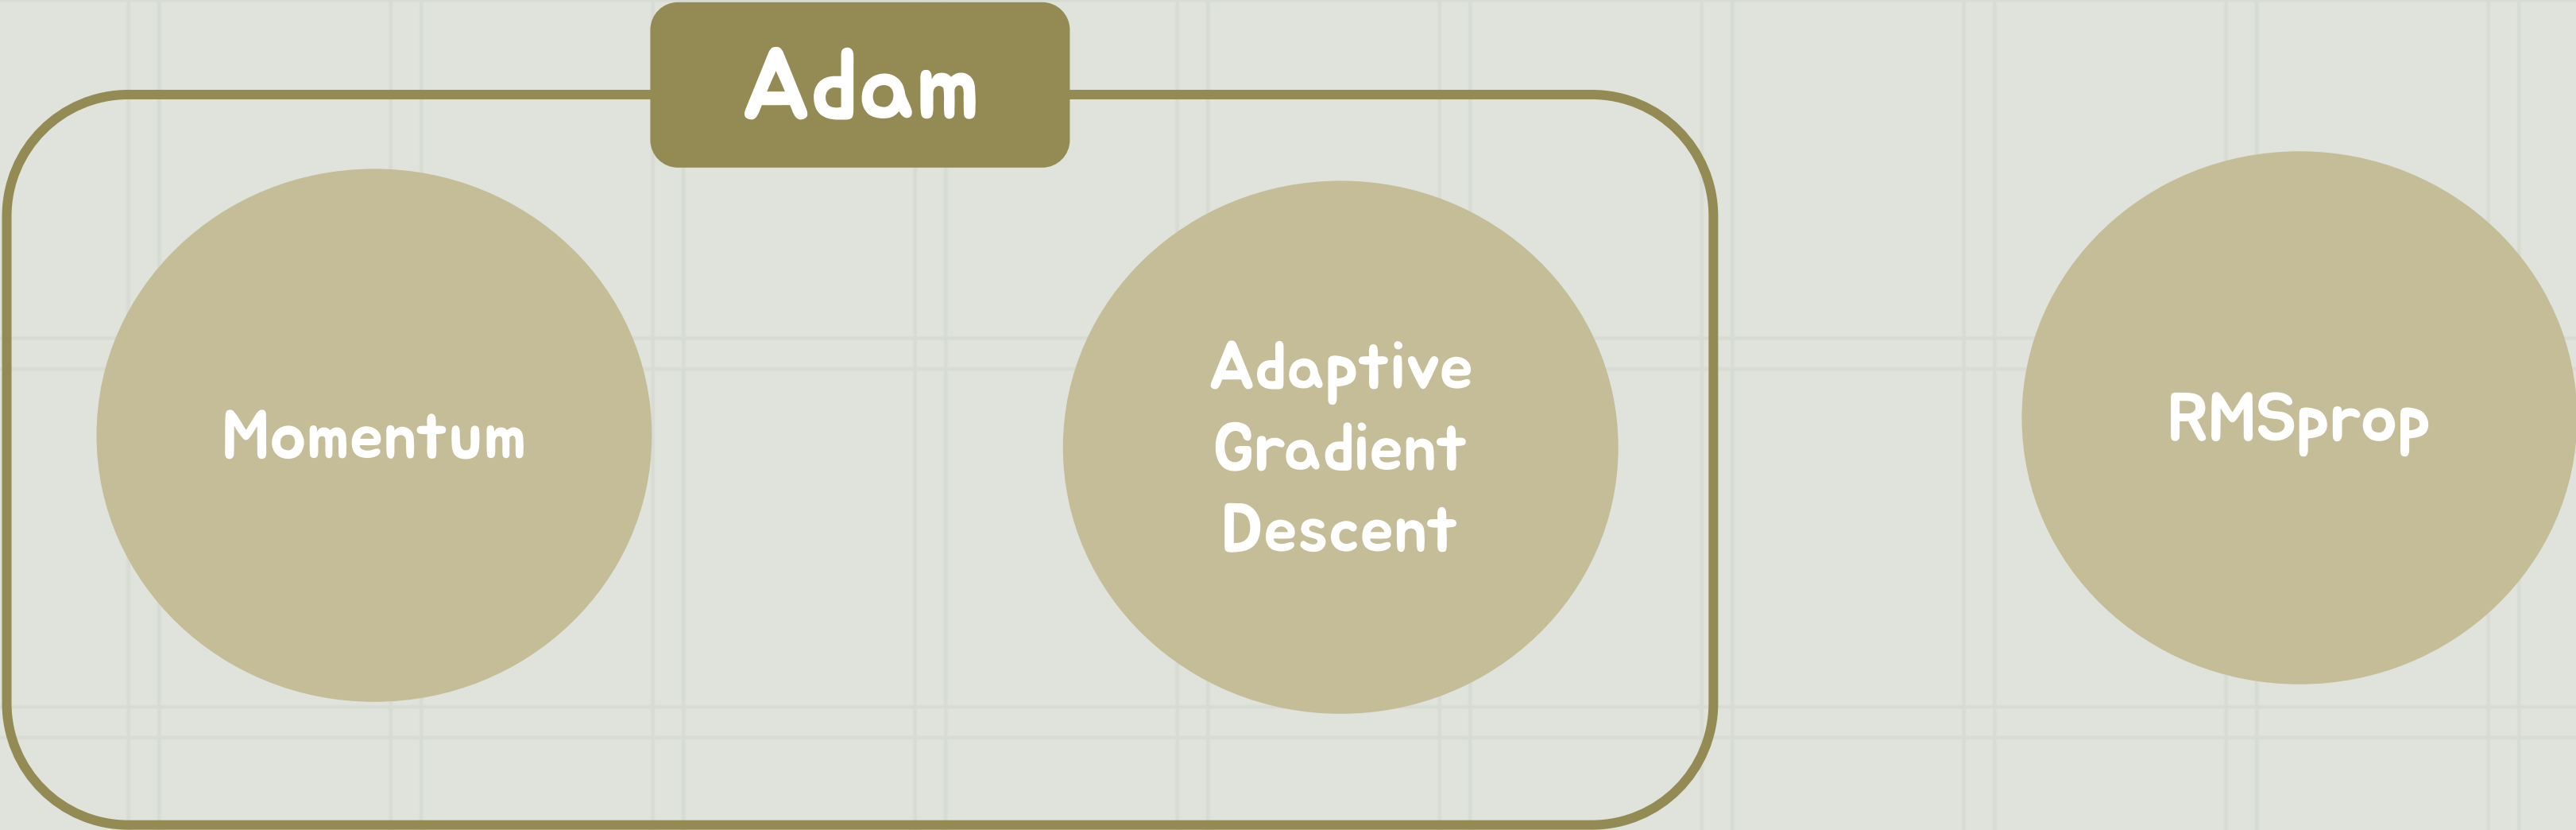 Adam
Momentum
Adaptive
Gradient
Descent
RMSprop